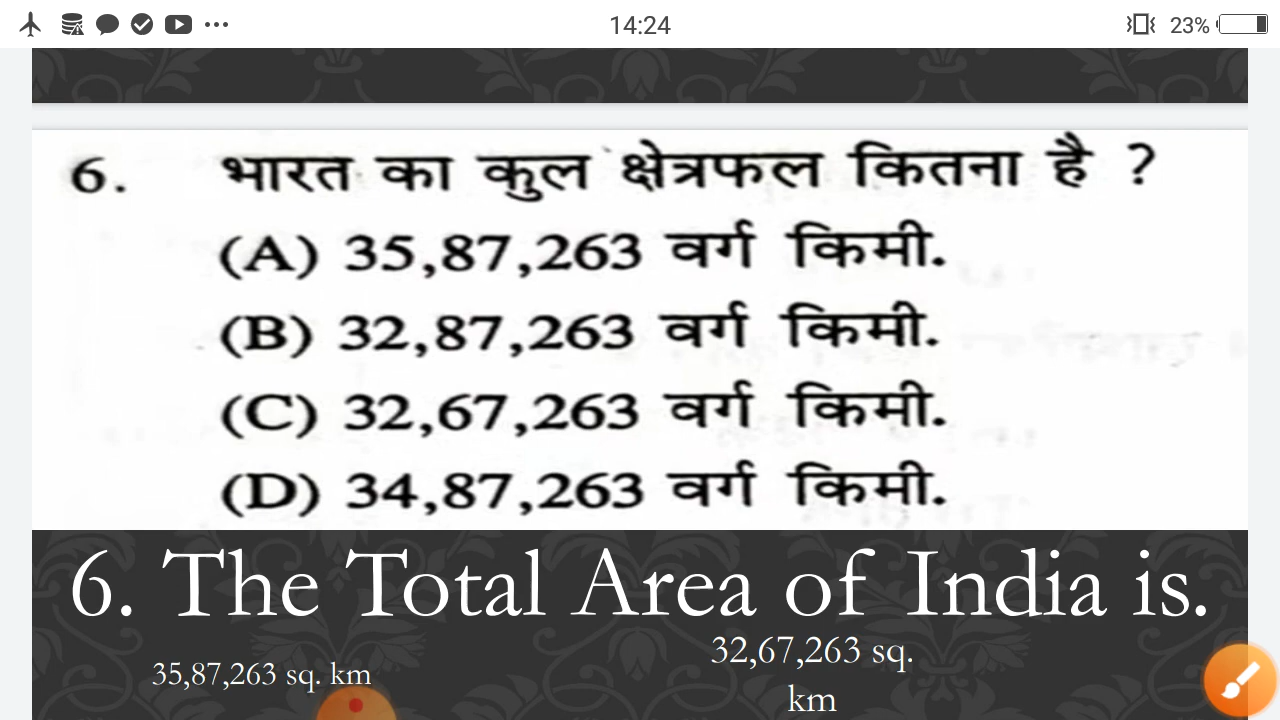 14:24
23%
6. भारत का कुल क्षेत्रफल कितना है ?
(A) 35,87,263 वर्ग किमी.
(B) 32,87,263 वर्ग किमी.
(C) 32,67,263 वर्ग किमी.
(D) 34,87,263 वर्ग किमी.
6. The Total Area of India is.
35,87,263 sq. km
32,67,263 sq.
km